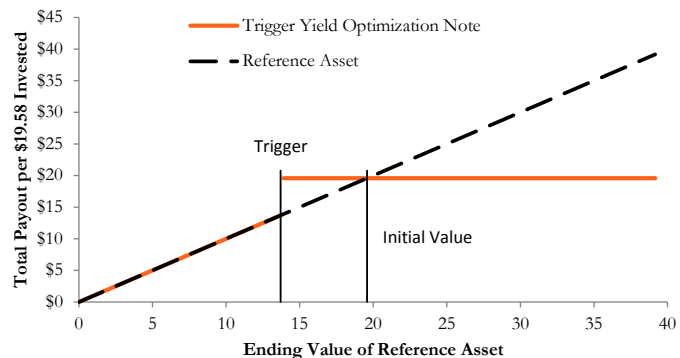 $45
$40
$35
$30
$25
$20
$15
$10
$5
$0
Total Payout per $19.58 Invested
Trigger Yield Optimization Note
Reference Asset
Trigger
Initial Value
0 5 10 15 20 25 30 35 40
Ending Value of Reference Asset